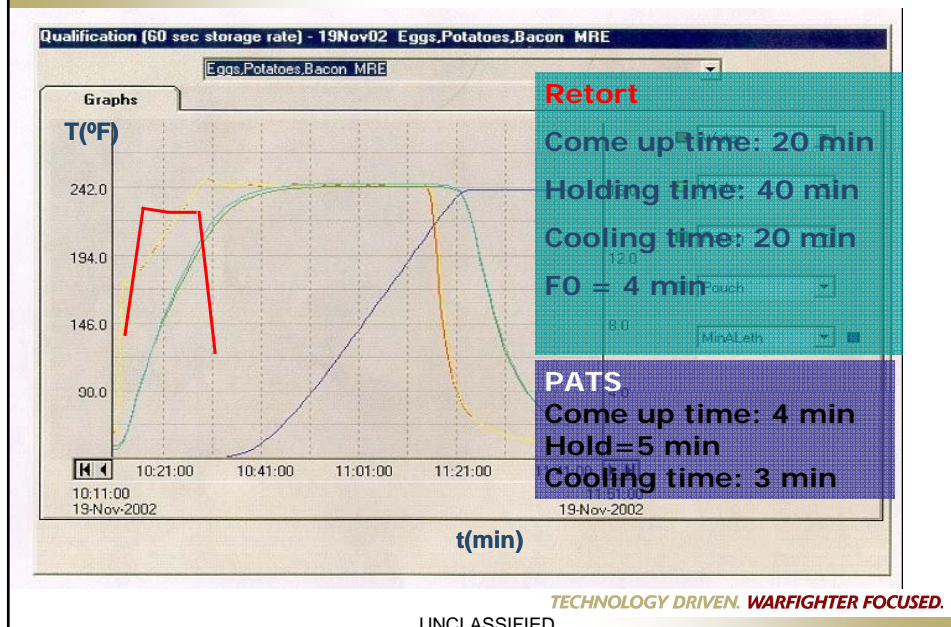 Qualification (60 sec storage rate) - 19Nov02 Eggs,Potatoes,Bacon MRE
Eggs,Potatoes,Bacon MRE
Graphs
T(ºF)
242.0
194.0
146.0
90.0
Retort
Come up time: 20 min
Holding time: 40 min
Cooling time: 20 min
12.0
F0 = 4 min
Pouch
8.0
MinALeth
PATS
Come up time: 4 min
Hold=5 min
Cooling time: 3 min
10:21:00 10:41:00 11:01:00 11:21:00
10:11:00 11:51:00
19-Nov-2002 19-Nov-2002
t(min)
TECHNOLOGY DRIVEN. WARFIGHTER FOCUSED.
UNCLASSIFIED